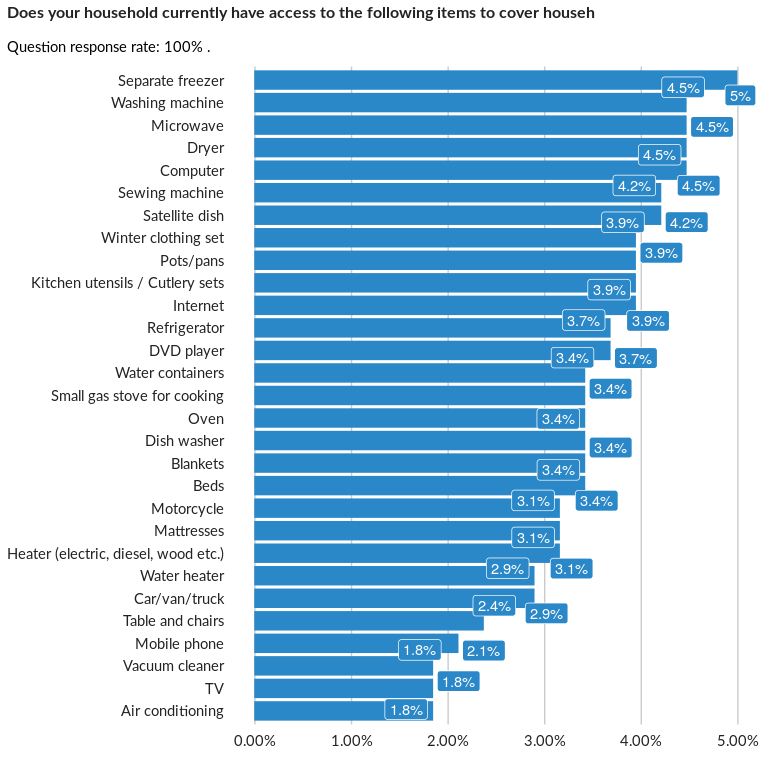 Does your household currently have access to the following items to cover househ
Question response rate: 100% .
Separate freezer
5%
Washing machine
4.5%
Microwave
4.5%
Dryer
4.5%
Computer
4.5%
Sewing machine
4.2%
Satellite dish
4.2%
Winter clothing set
3.9%
Pots/pans
3.9%
Kitchen utensils / Cutlery sets
3.9%
Internet
3.9%
Refrigerator
3.7%
DVD player
3.7%
Water containers
3.4%
Small gas stove for cooking
3.4%
Oven
3.4%
Dish washer
3.4%
Blankets
3.4%
Beds
3.4%
Motorcycle
3.1%
Mattresses
3.1%
Heater (electric, diesel, wood etc.)
3.1%
Water heater
2.9%
Car/van/truck
2.9%
Table and chairs
2.4%
Mobile phone
2.1%
Vacuum cleaner
1.8%
TV
1.8%
Air conditioning
1.8%
0.00% 1.00% 2.00% 3.00% 4.00% 5.00%